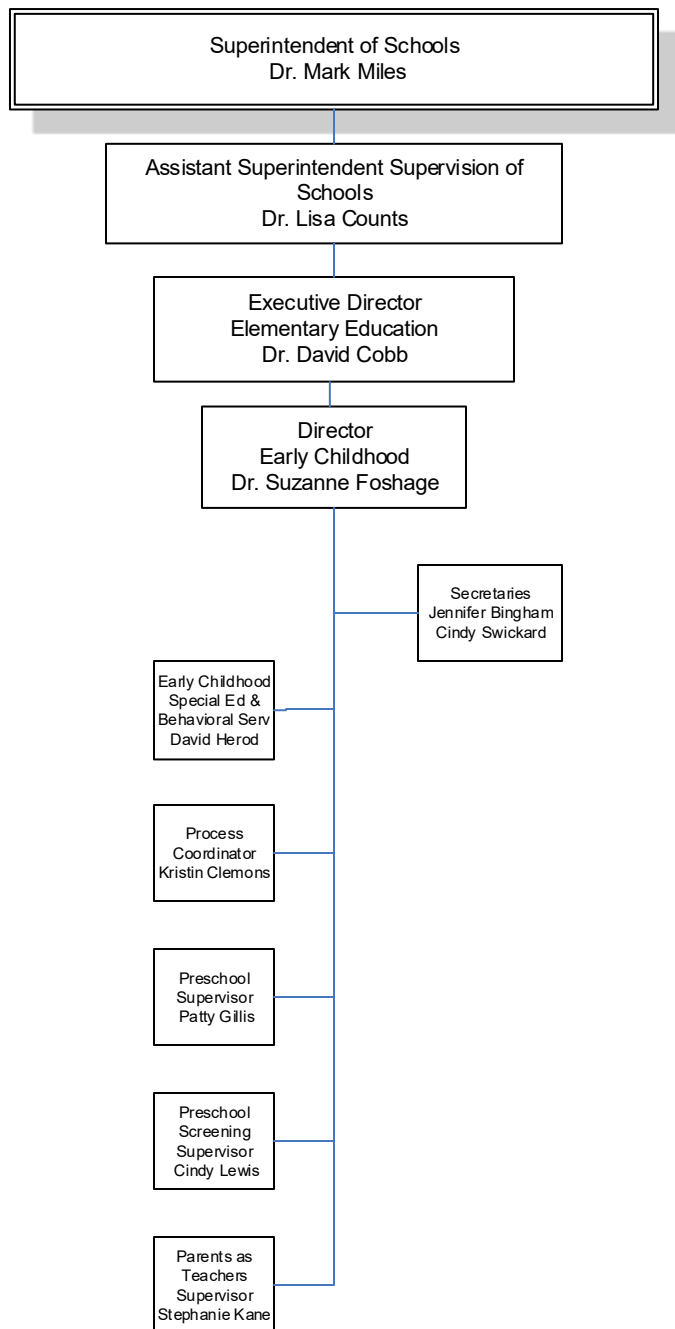 Superintendent of Schools
Dr. Mark Miles
Assistant Superintendent Supervision of
Schools
Dr. Lisa Counts
Executive Director
Elementary Education
Dr. David Cobb
Director
Early Childhood
Dr. Suzanne Foshage
Secretaries
Jennifer Bingham
Cindy Swickard
Early Childhood
Special Ed &
Behavioral Serv
David Herod
Process
Coordinator
Kristin Clemons
Preschool
Supervisor
Patty Gillis
Preschool
Screening
Supervisor
Cindy Lewis
Parents as
Teachers
Supervisor
Stephanie Kane